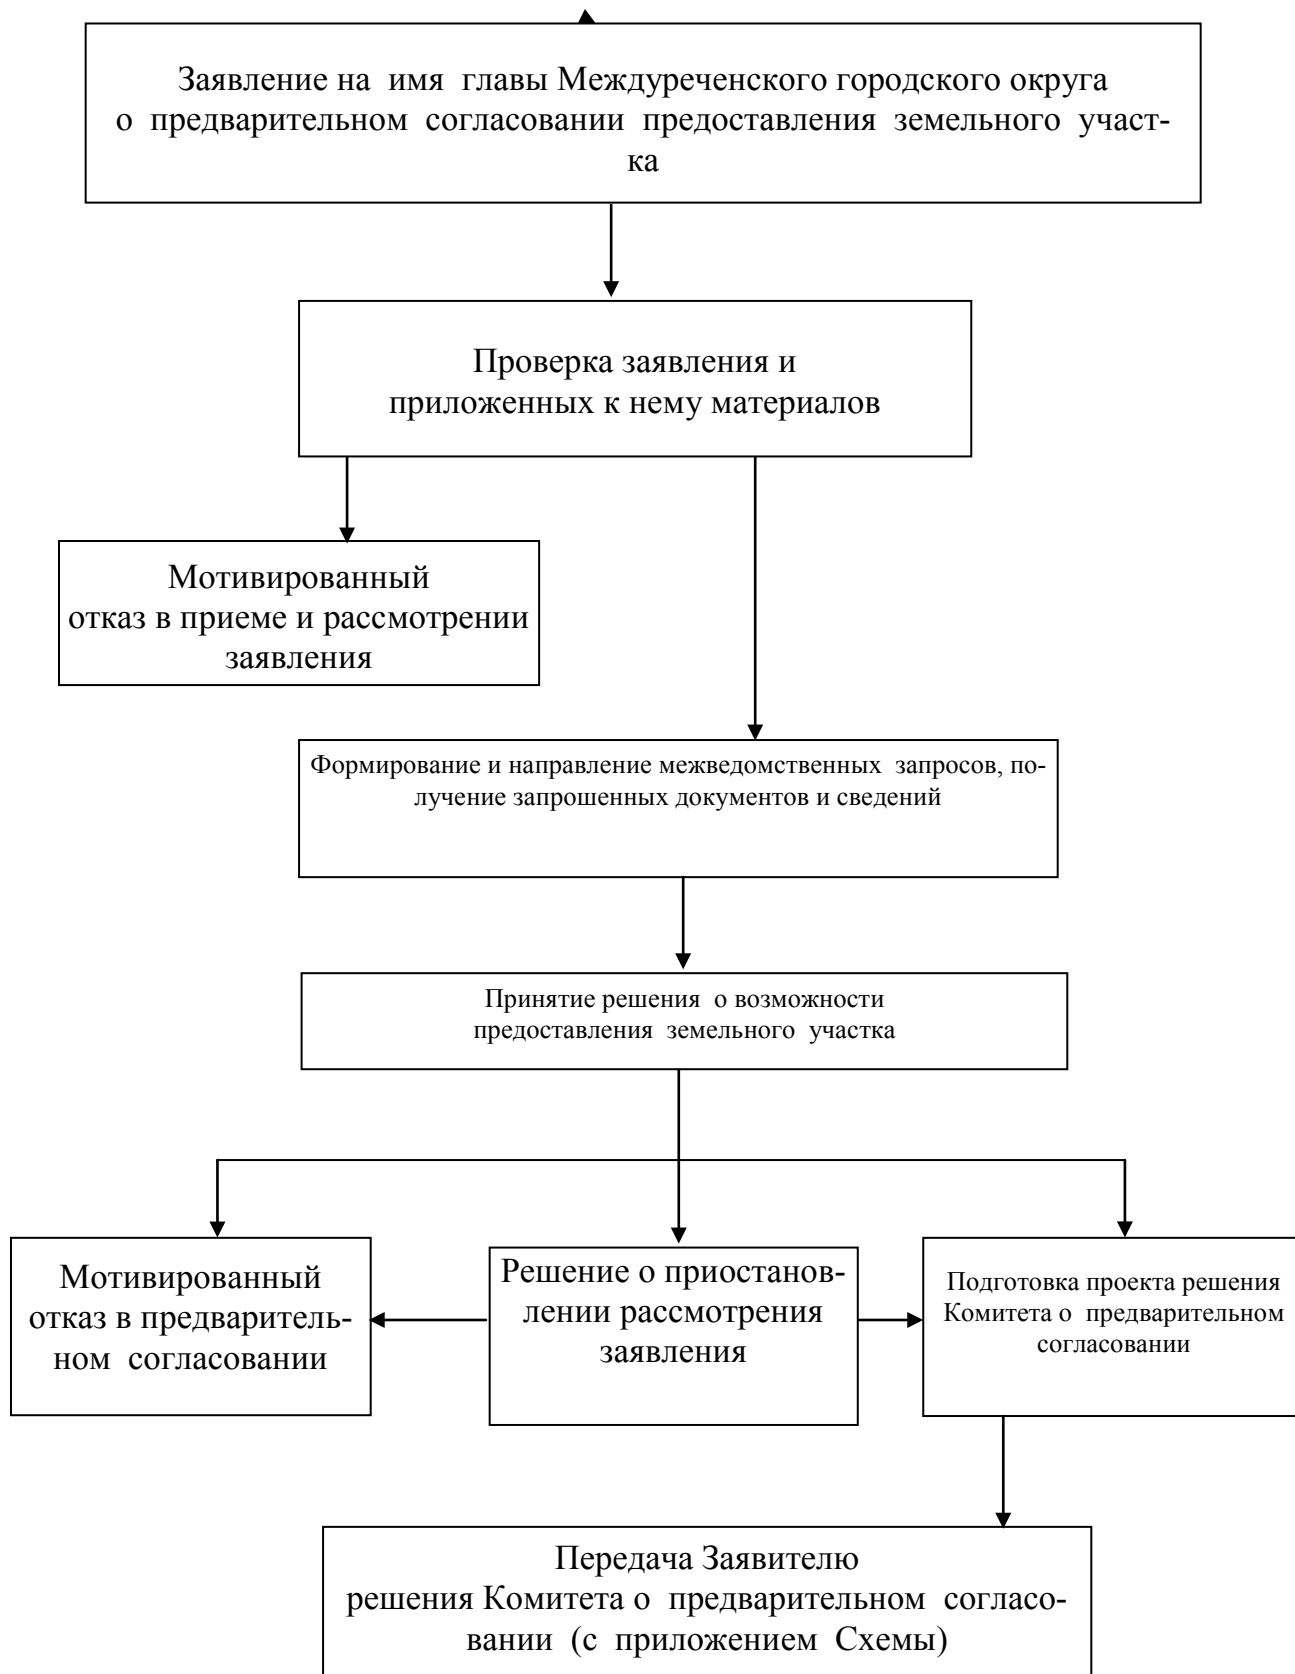 Заявление на имя главы Междуреченского городского округа
о предварительном согласовании предоставления земельного участ-
ка
Проверка заявления и
приложенных к нему материалов
Мотивированный
отказ в приеме и рассмотрении
заявления
Формирование и направление межведомственных запросов, по-
лучение запрошенных документов и сведений
Принятие решения о возможности
предоставления земельного участка
Мотивированный
отказ в предваритель-
ном согласовании
Решение о приостанов-
лении рассмотрения
заявления
Подготовка проекта решения
Комитета о предварительном
согласовании
Передача Заявителю
решения Комитета о предварительном согласо-
вании (с приложением Схемы)